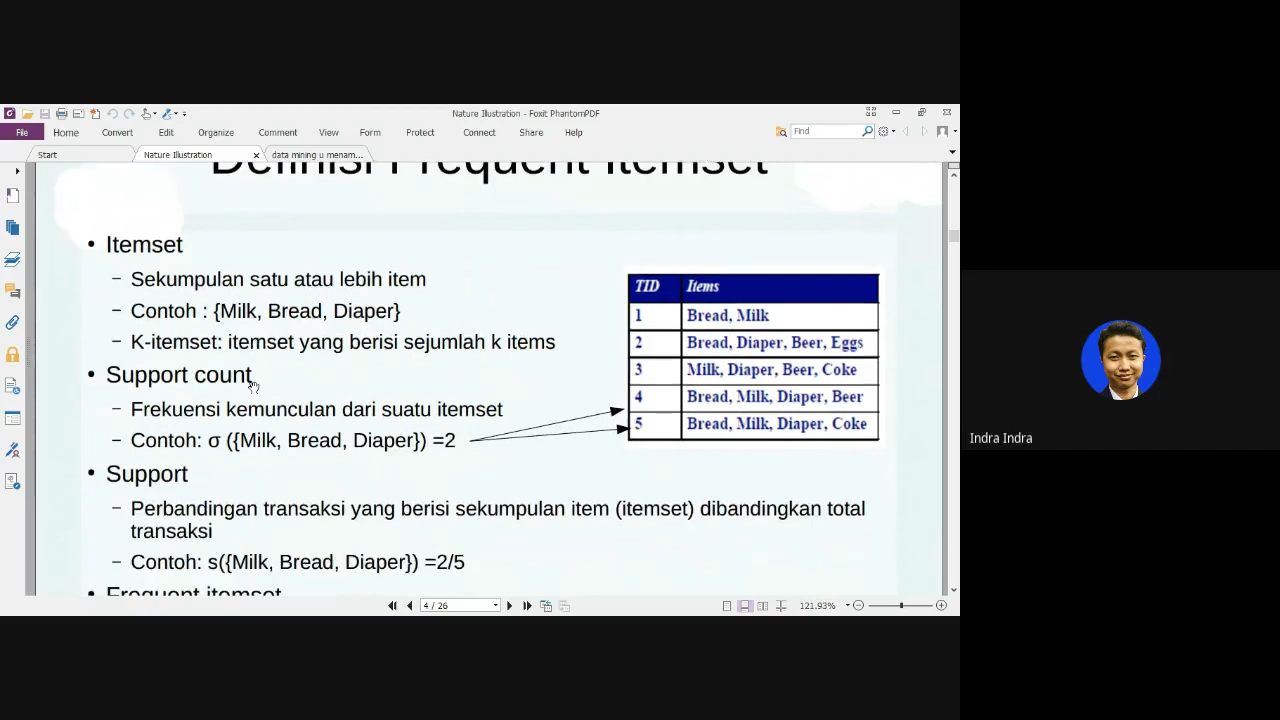 Nature Illustration - Foxit PhantomPDF
File Home Convert Edit Organize Comment View Form Protect Connect Share Help Find
Start Nature Illustration data mining u menam...
Definisi Frequent Itemset
• Itemset
– Sekumpulan satu atau lebih item
– Contoh : {Milk, Bread, Diaper}
– K-itemset: itemset yang berisi sejumlah k items
• Support count
– Frekuensi kemunculan dari suatu itemset
– Contoh: σ ({Milk, Bread, Diaper}) =2
• Support
– Perbandingan transaksi yang berisi sekumpulan item (itemset) dibandingkan total
transaksi
– Contoh: s({Milk, Bread, Diaper}) =2/5
• Frequent itemset
TID Items
1 Bread, Milk
2 Bread, Diaper, Beer, Eggs
3 Milk, Diaper, Beer, Coke
4 Bread, Milk, Diaper, Beer
5 Bread, Milk, Diaper, Coke
4 / 26
121.93%
Indra Indra